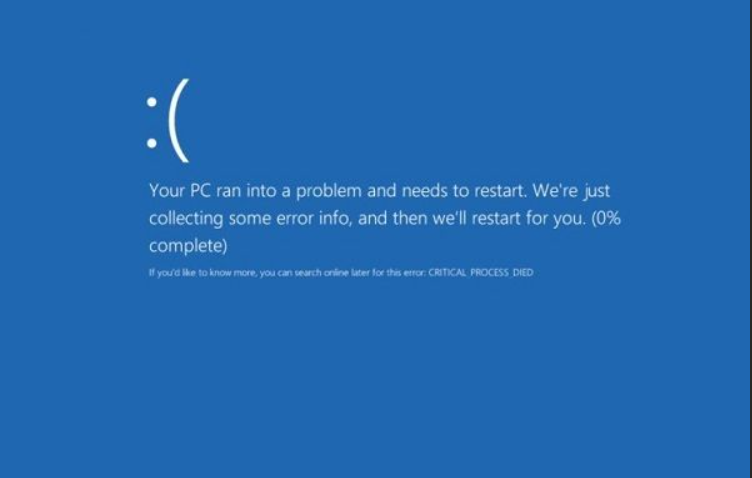 :(
Your PC ran into a problem and needs to restart. We're just
collecting some error info, and then we'll restart for you. (0%
complete)
If you'd like to know more, you can search online later for this error: CRITICAL_PROCESS_DIED